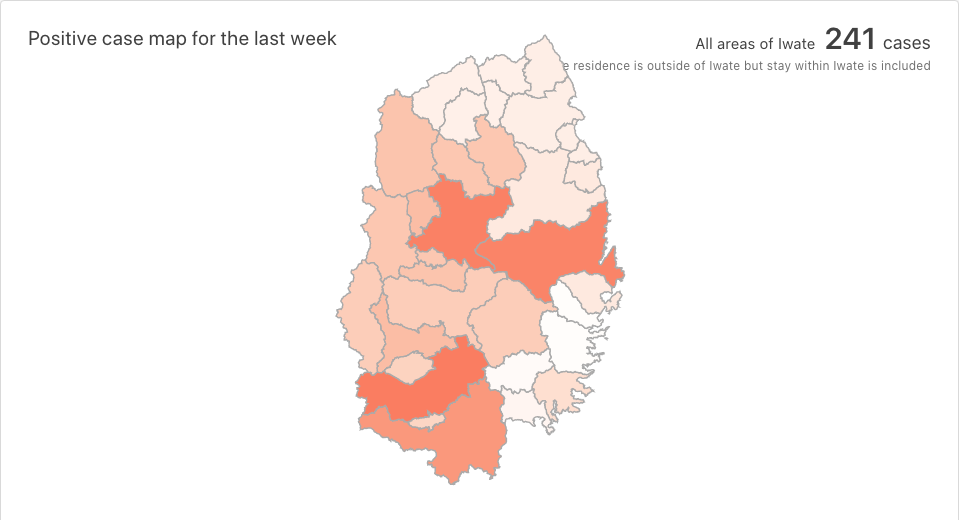 Positive case map for the last week
All areas of Iwate 241 cases
residence is outside of Iwate but stay within Iwate is included